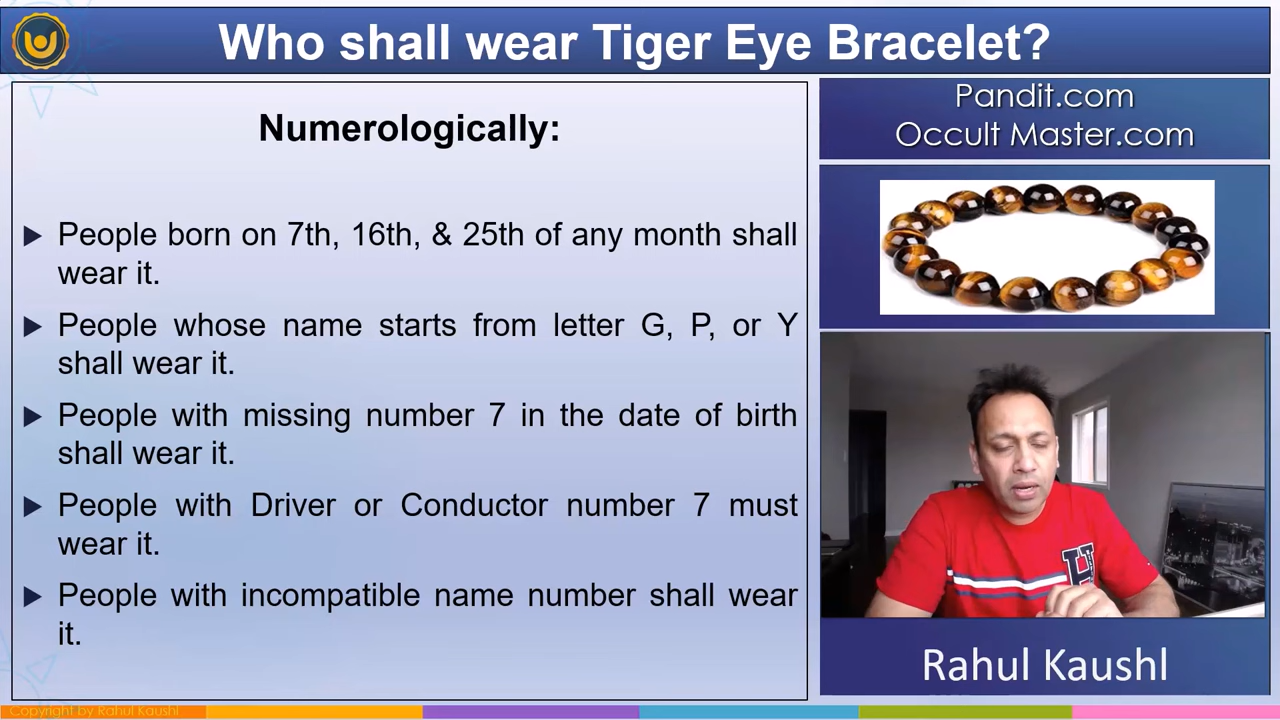 Who shall wear Tiger Eye Bracelet?
Numerologically:
People born on 7th, 16th, & 25th of any month shall
wear it.
People whose name starts from letter G, P, or Y
shall wear it.
People with missing number 7 in the date of birth
shall wear it.
People with Driver or Conductor number 7 must
wear it.
People with incompatible name number shall wear
it.
Pandit.com
Occult Master.com
H
Rahul Kaushl
Copyright by Rahul Kaushl